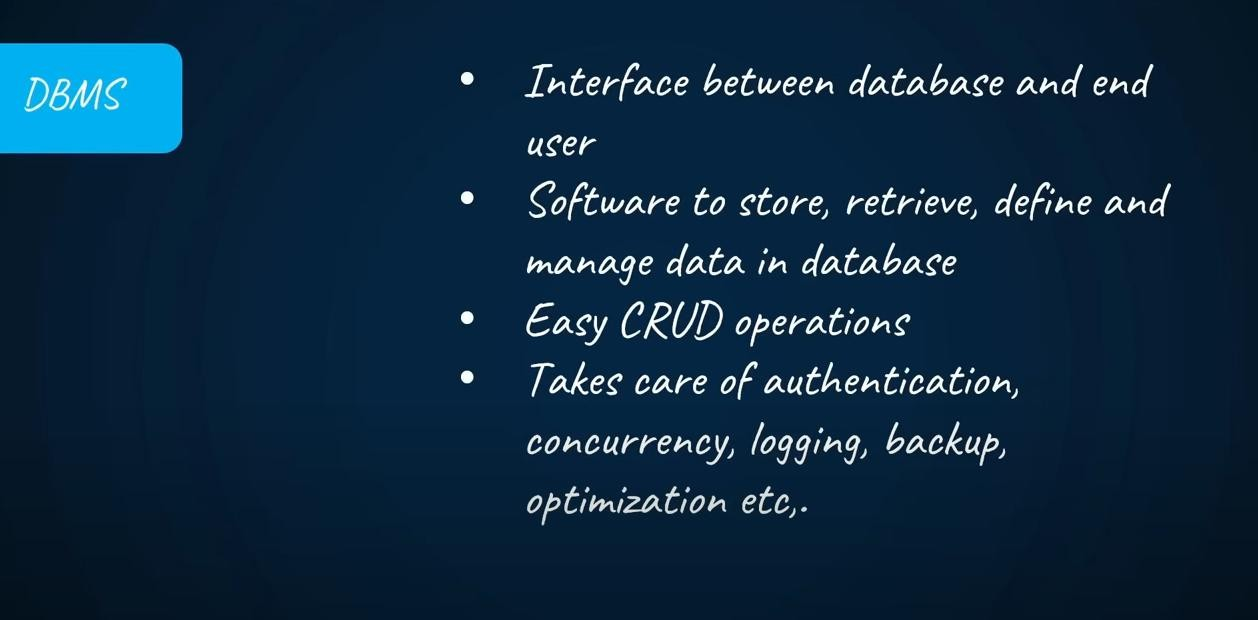 DBMS
• Interface between database and end
user
• Software to store, retrieve, define and
manage data in database
• Easy CRUD operations
• Takes care of authentication,
concurrency, logging, backup,
optimization etc,.